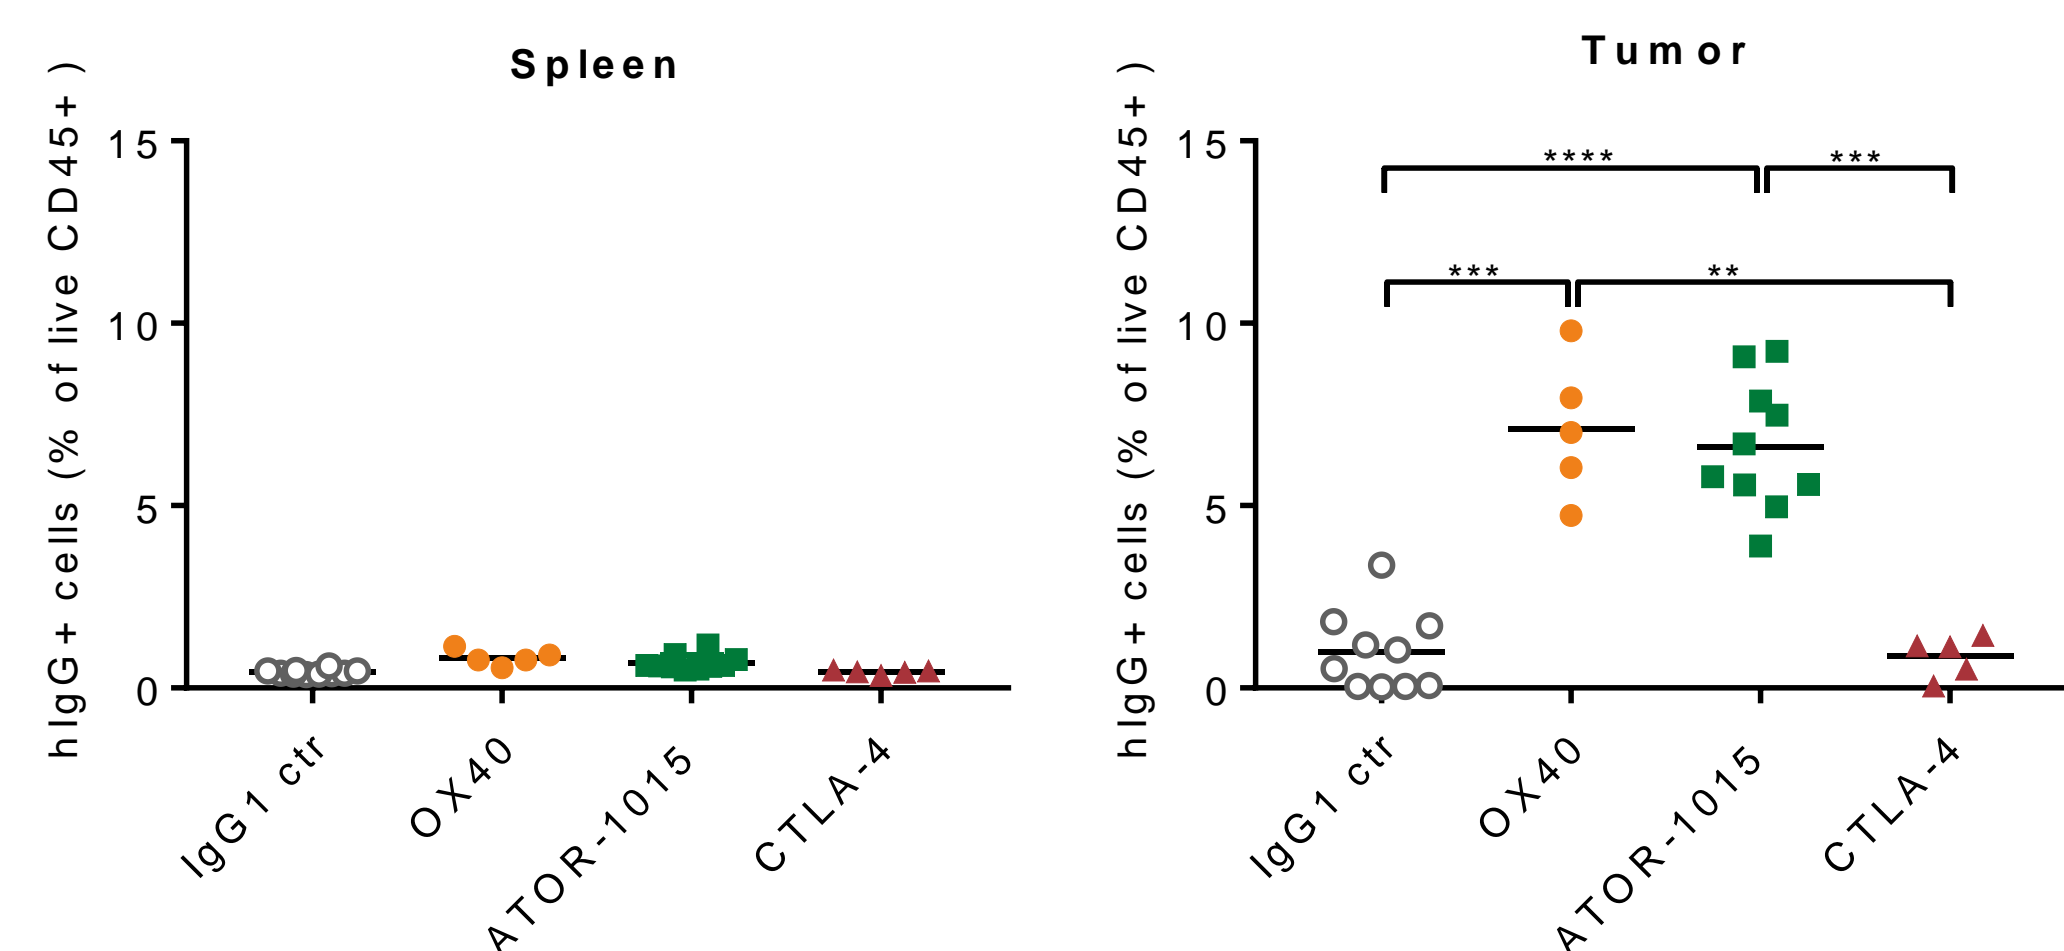 Spleen
hIgG+ cells (% of live CD45+ )
15
10
5
0
IgG1 ctr
OX40
ATOR-1015
CTLA-4
Tumor
hIgG+ cells (% of live CD45+ )
15
10
5
0
**** ***
*** **
IgG1 ctr
OX40
ATOR-1015
CTLA-4